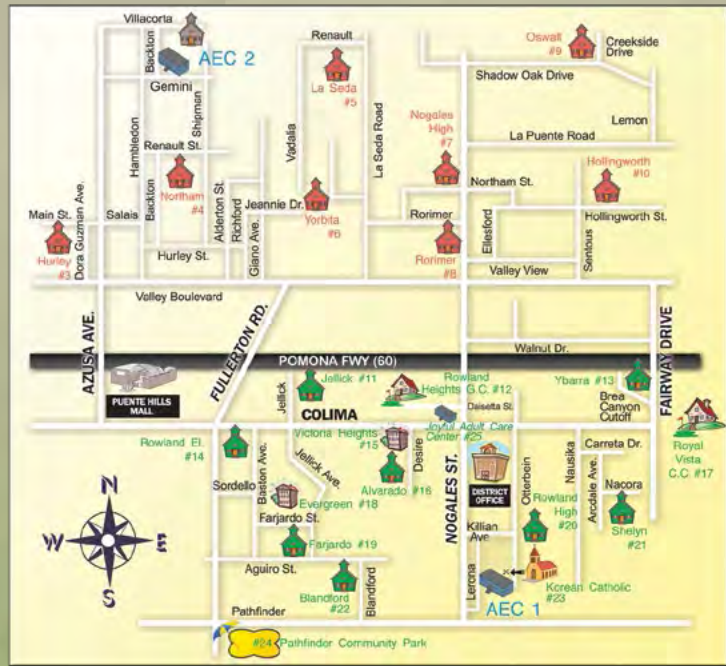 Villacorta
Backton
AEC 2
Gemini
Hambledon
Shipman
Renault St.
Backton
Northam
#4
Alderton St.
Richford
Giano Ave.
Main St.
Salais
Dora Guzman Ave.
Hurley
#3
Hurley St.
Renault
La Seda
#5
Vadalia
La Seda Road
Jeannie Dr.
Yorbita
#6
Oswalt
#9
Creekside
Drive
Shadow Oak Drive
Lemon
Nogales
High
#7
La Puente Road
Northam St.
Hollingworth
#10
Hollingworth St.
Rorimer
Rorimer
#8
Ellesford
Sentous
Valley View
Valley Boulevard
AZUSA AVE.
FULLERTON RD.
FAIRWAY DRIVE
Walnut Dr.
POMONA FWY (60)
PUENTE HILLS
MALL
Jellick
Jellick #11
COLIMA
Rowland
Heights G.C. #12
Daisetta St.
Ybarra #13
Brea
Canyon
Cutoff
Royal
Vista
C.C #17
Joyful Adult Care
Center #25
Victoria Heights
#15
Desire
Alvarado #16
NOGALES ST.
DISTRICT
OFFICE
Rowland El.
#14
Sordello
Baston Ave.
Jellick Ave.
Evergreen #18
Farjardo St.
Farjardo #19
Aguiro St.
Blandford
#22
Blandford
Carreta Dr.
Nausika
Otterbein
Arcdale Ave.
Nacora
Shelyn
#21
Rowland
High
#20
Killian
Ave
Lerona
AEC 1
Korean Catholic
#23
Pathfinder
#24 Pathfinder Community Park
N
W
E
S